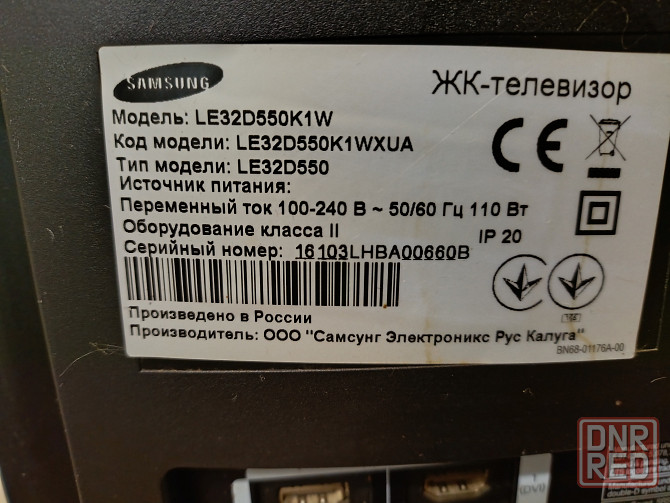 SAMSUNG
ЖК-телевизор
Модель: LE32D550K1W
Код модели: LE32D550K1WXUA
Тип модели: LE32D550
Источник питания:
Переменный ток 100-240 В ~ 50/60 Гц 110 Вт
Оборудование класса II
IP 20
Серийный номер: 16103LHBA00660B
Произведено в России
Производитель: ООО "Самсунг Электроникс Рус Калуга"
BN68-01176A-00
1
(DVI)
DNR
RED